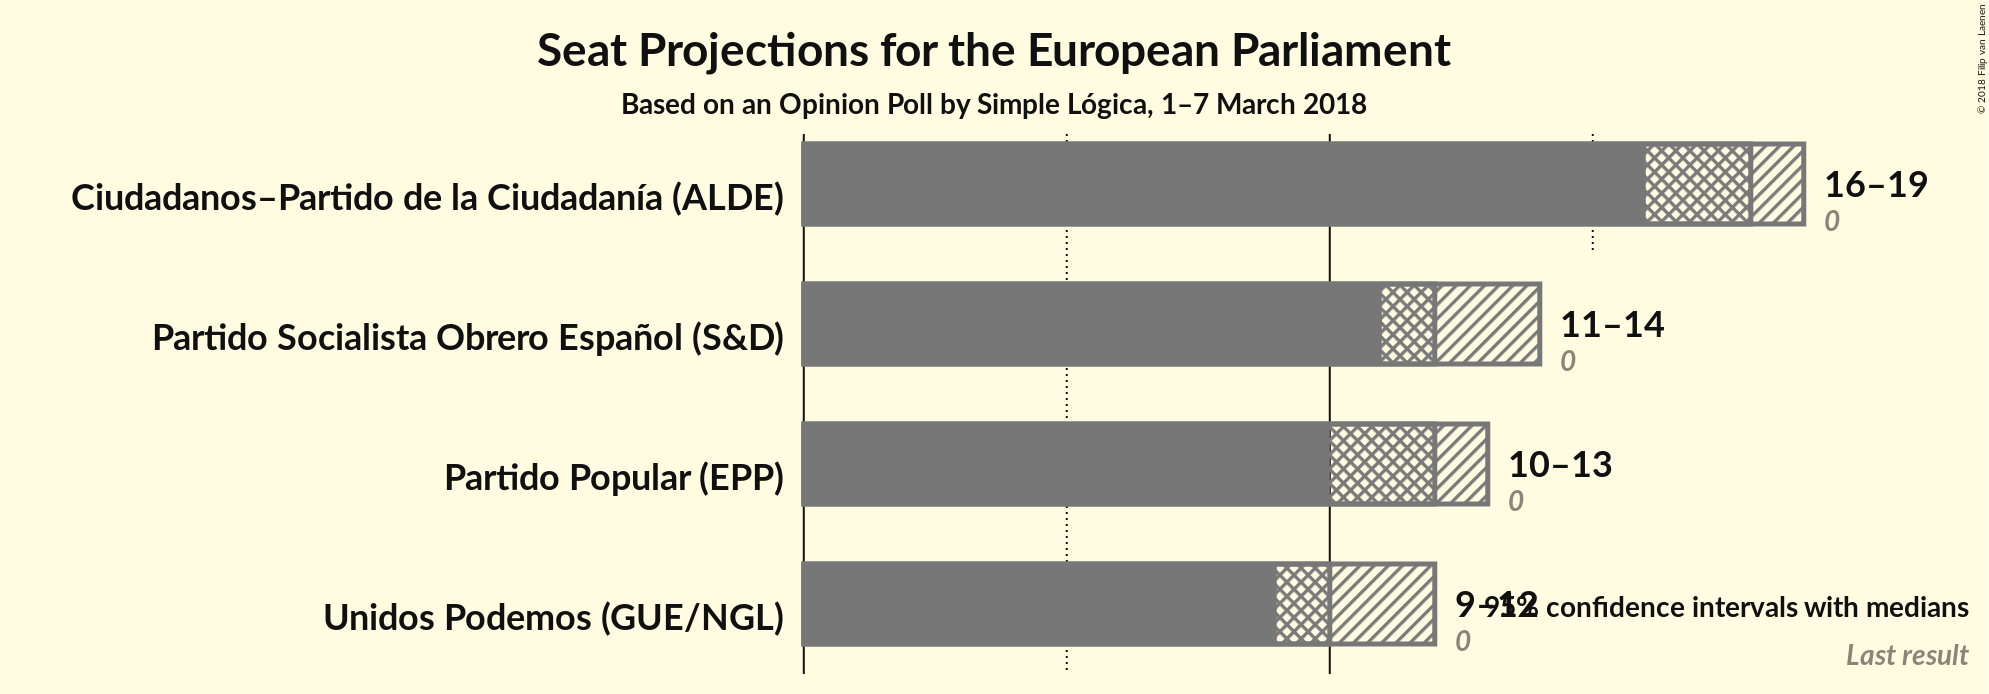 Seat Projections for the European Parliament
Based on an Opinion Poll by Simple Lógica, 1–7 March 2018
© 2018 Filip van Laenen
Ciudadanos–Partido de la Ciudadanía (ALDE)
16–19
0
Partido Socialista Obrero Español (S&D)
11–14
0
Partido Popular (EPP)
10–13
0
Unidos Podemos (GUE/NGL)
9–12
0
95% confidence intervals with medians
Last result